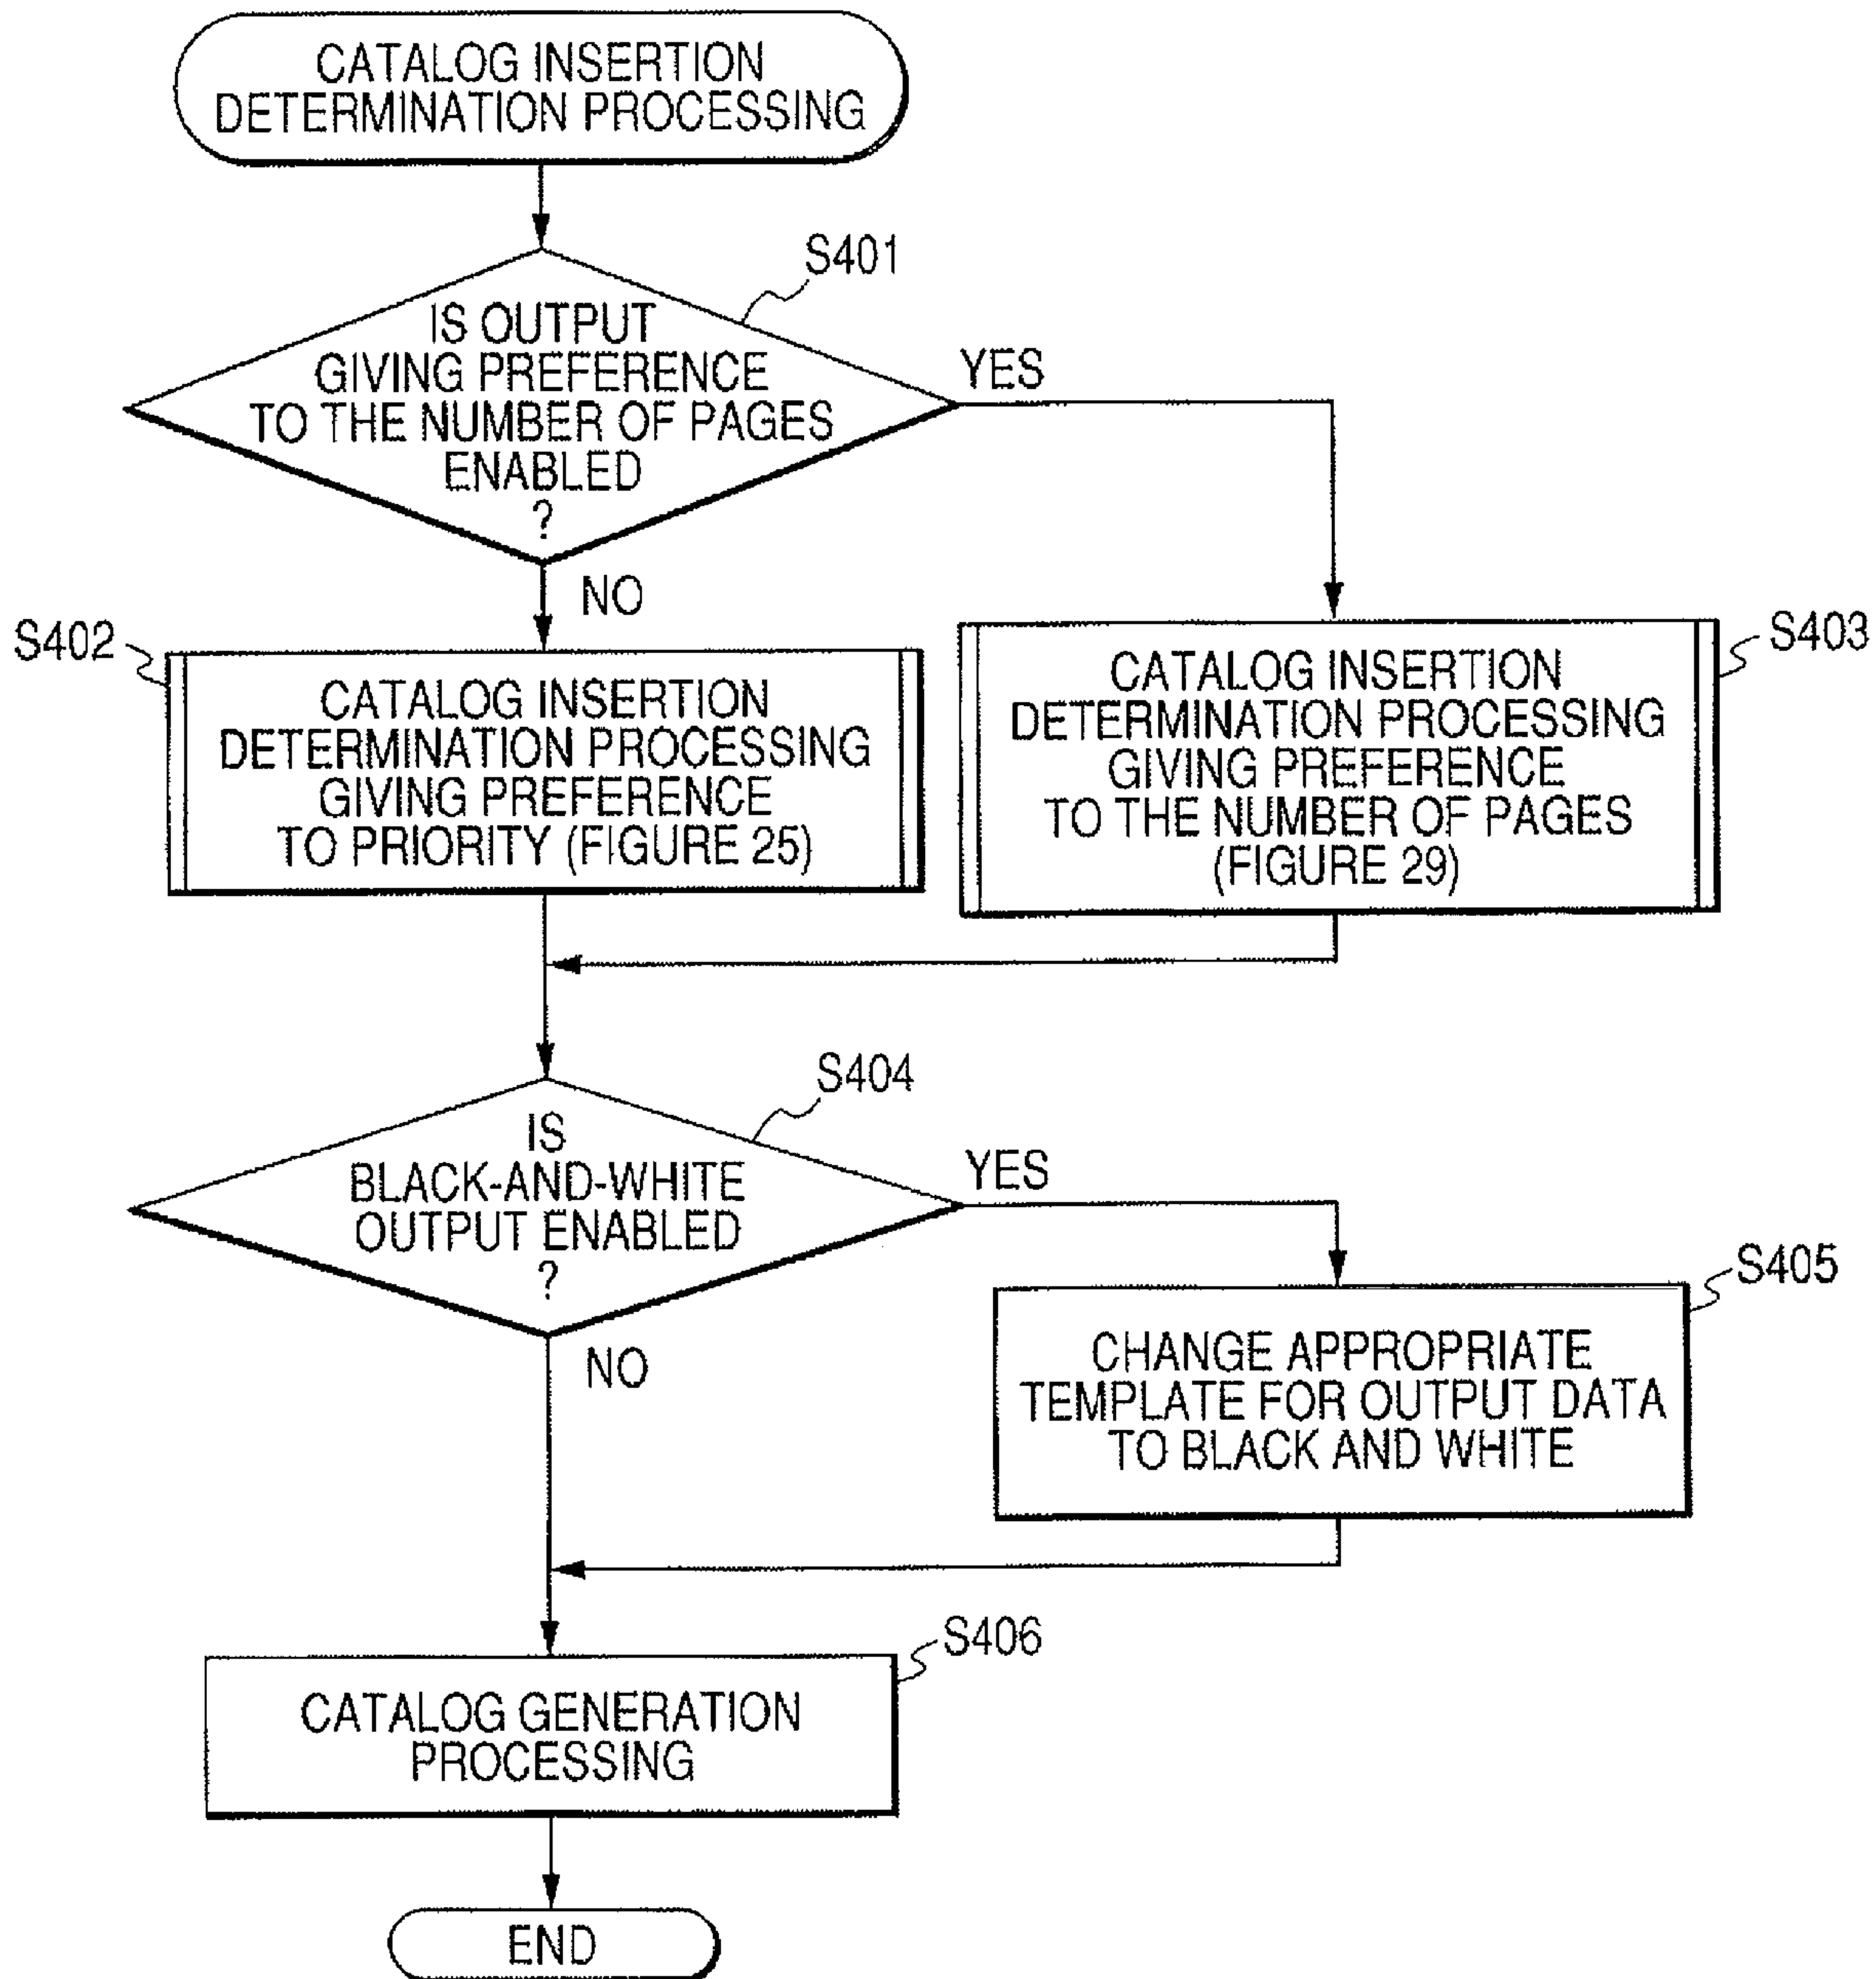 CATALOG INSERTION
DETERMINATION PROCESSING
S401
IS OUTPUT
GIVING PREFERENCE
TO THE NUMBER OF PAGES
ENABLED
?
YES
NO
S402
CATALOG INSERTION
DETERMINATION PROCESSING
GIVING PREFERENCE
TO PRIORITY (FIGURE 25)
S403
CATALOG INSERTION
DETERMINATION PROCESSING
GIVING PREFERENCE
TO THE NUMBER OF PAGES
(FIGURE 29)
S404
IS
BLACK-AND-WHITE
OUTPUT ENABLED
?
YES
NO
S405
CHANGE APPROPRIATE
TEMPLATE FOR OUTPUT DATA
TO BLACK AND WHITE
S406
CATALOG GENERATION
PROCESSING
END